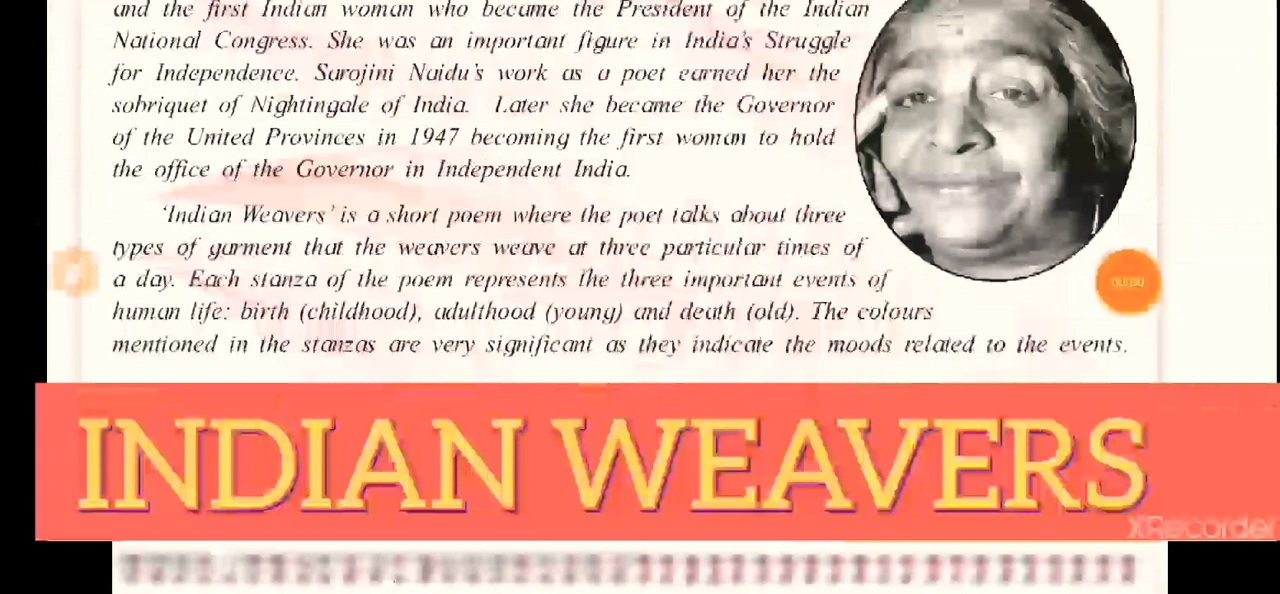 and the first Indian woman who became the President of the Indian
National Congress. She was an important figure in India's Struggle
for Independence. Sarojini Naidu's work as a poet earned her the
sobriquet of Nightingale of India. Later she became the Governor
of the United Provinces in 1947 becoming the first woman to hold
the office of the Governor in Independent India.
'Indian Weavers' is a short poem where the poet talks about three
types of garment that the weavers weave at three particular times of
a day. Each stanza of the poem represents the three important events of
human life: birth (childhood), adulthood (young) and death (old). The colours
mentioned in the stanzas are very significant as they indicate the moods related to the events.
INDIAN WEAVERS
XRecorder